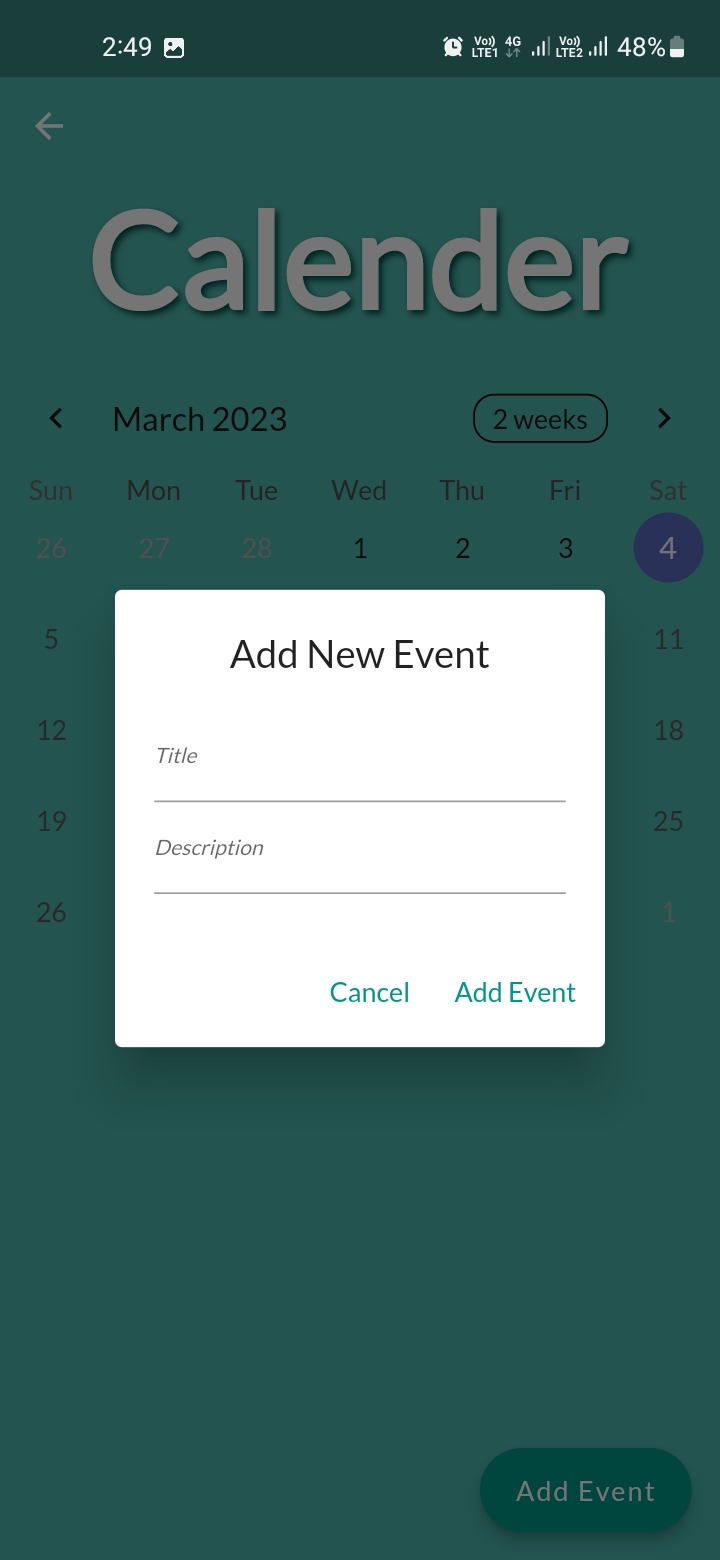 2:49 Vo)) LTE1 4G Vo)) LTE2 48%
Calender
March 2023 2 weeks
Sun Mon Tue Wed Thu Fri Sat
26 27 28 1 2 3 4
5 11
12 18
19 25
26 1
Add New Event
Title
Description
Cancel Add Event
Add Event